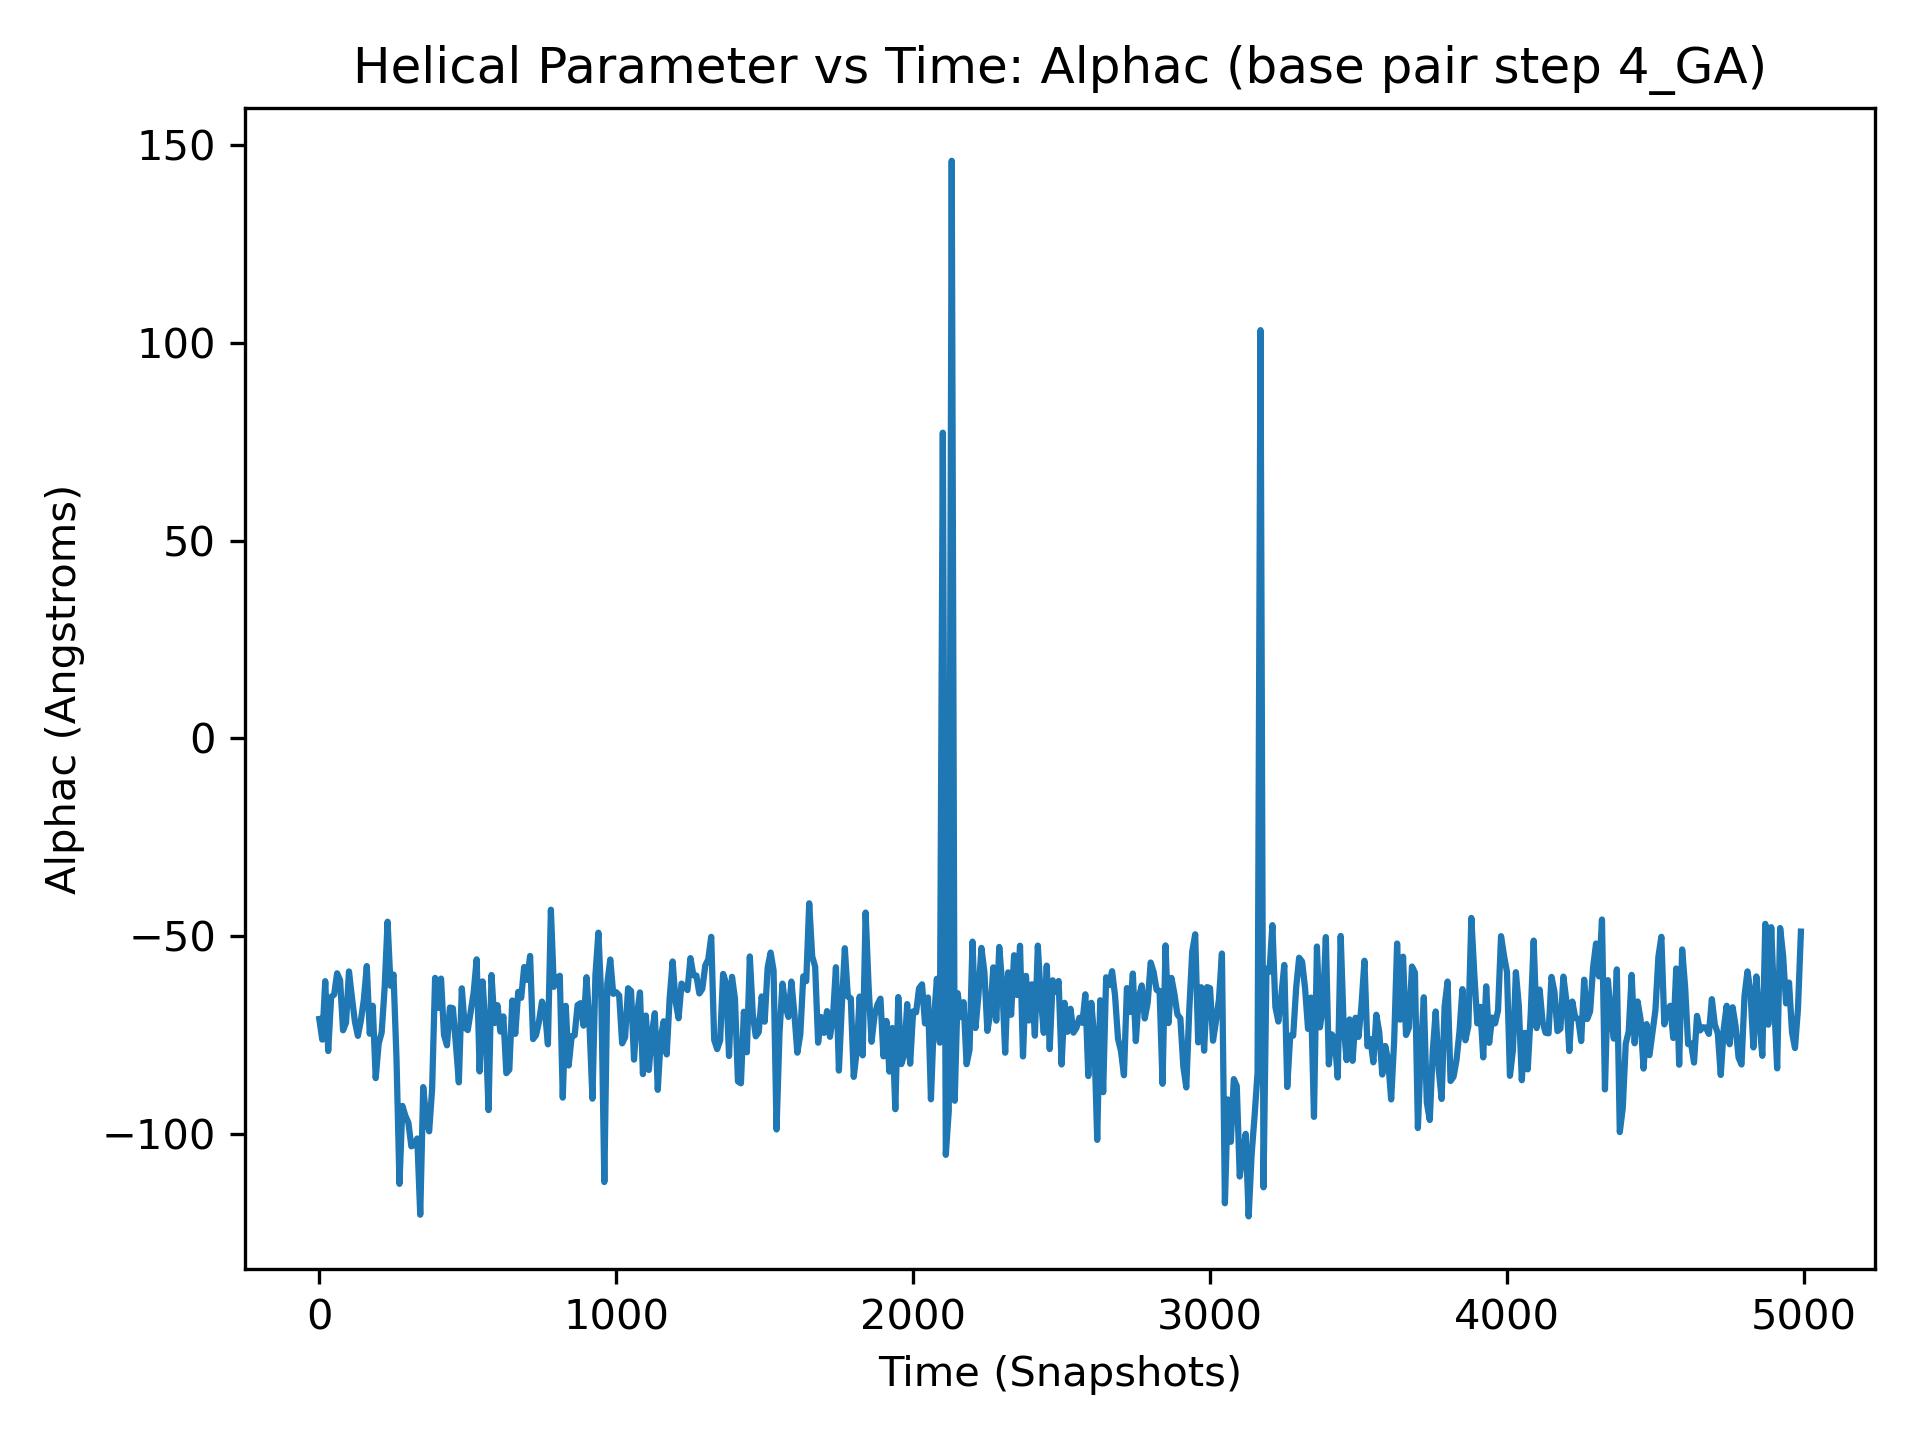 Helical Parameter vs Time: Alphac (base pair step 4_GA)
150
100
50
0
−50
−100
Alphac (Angstroms)
0 1000 2000 3000 4000 5000
Time (Snapshots)